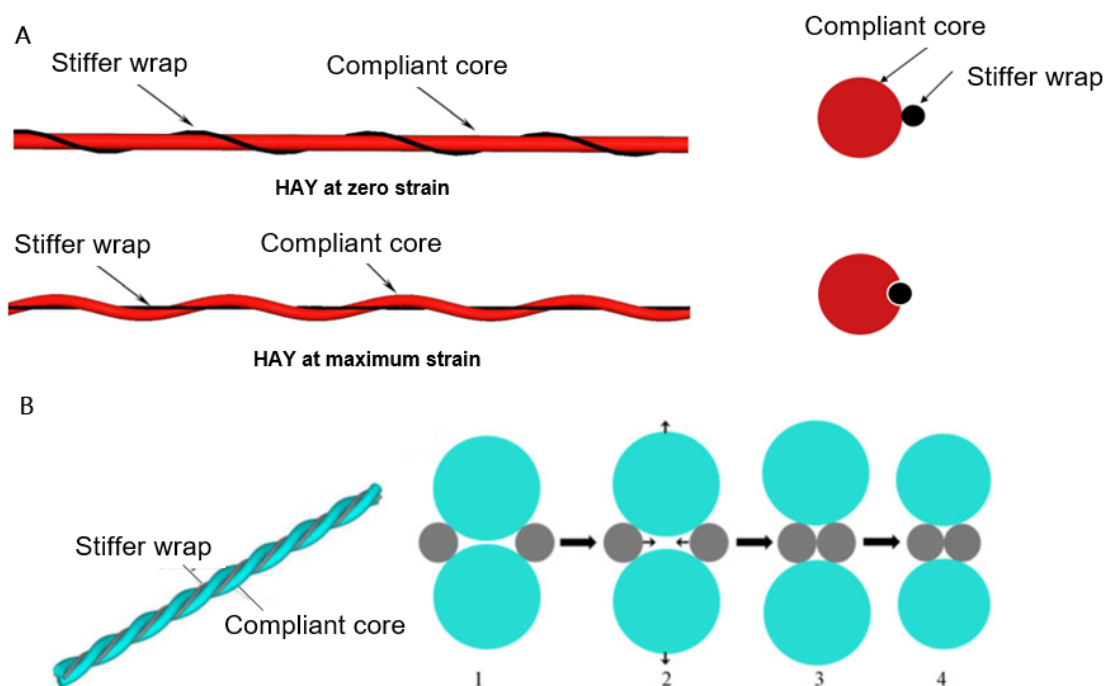 A
Stiffer wrap
Compliant core
Compliant core
Stiffer wrap
HAY at zero strain
Stiffer wrap
Compliant core
HAY at maximum strain
B
Stiffer wrap
Compliant core
1
2
3
4